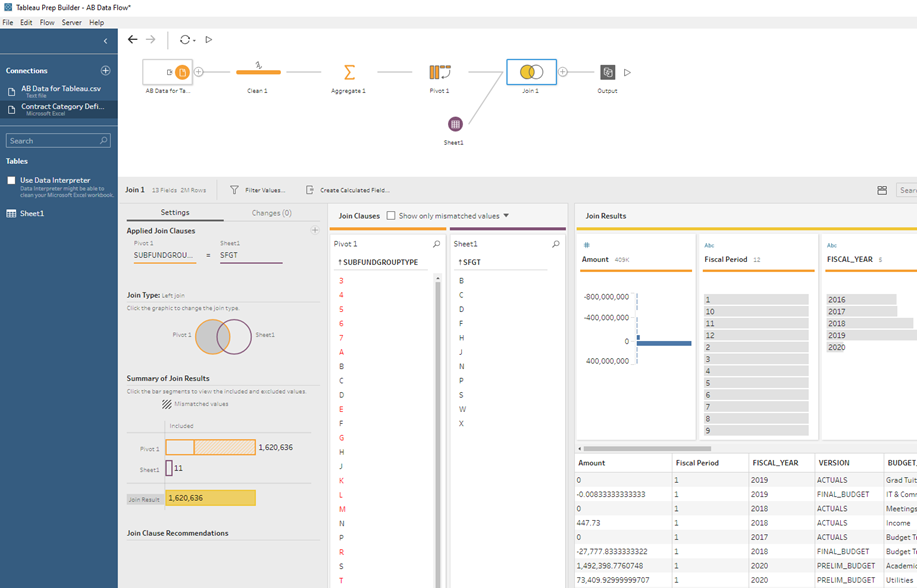 Tableau Prep Builder - AB Data Flow*
File Edit Flow Server Help
Connections
AB Data for Tableau.csv
Text file
Contract Category Defi...
Microsoft Excel
Search
Tables
Use Data Interpreter
Data Interpreter might be able to
clean your Microsoft Excel workbook.
Sheet1
AB Data for Ta...
Clean 1
Aggregate 1
Pivot 1
Join 1
Output
Sheet1
Join 1 13 Fields 2M Rows
Filter Values...
Create Calculated Field...
Sear
Settings
Changes (0)
Applied Join Clauses
Pivot 1 Sheet1
SUBFUNDGROU... = SFGT
Join Type: Left join
Click the graphic to change the join type.
Pivot 1 Sheet1
Summary of Join Results
Click the bar segments to view the included and excluded values.
Mismatched values
Included
Pivot 1 1,620,636
Sheet1 11
Join Result 1,620,636
Join Clause Recommendations
Join Clauses Show only mismatched values
Pivot 1
SUBFUNDGROUPTYPE
3
4
5
6
7
A
B
C
D
E
F
G
H
J
K
L
M
N
P
R
S
T
Sheet1
SFGT
B
C
D
F
H
J
N
P
S
W
X
Join Results
#
Amount 409K
-800,000,000
-400,000,000
0
400,000,000
Abc
Fiscal Period 12
1
10
11
12
2
3
4
5
6
7
8
9
Abc
FISCAL_YEAR 5
2016
2017
2018
2019
2020
Amount Fiscal Period FISCAL_YEAR VERSION BUDGET_
0 1 2019 ACTUALS Grad Tuit
-0.00833333333333 1 2019 FINAL_BUDGET IT & Comm
0 1 2018 ACTUALS Meetings
447.73 1 2018 ACTUALS Income
0 1 2017 ACTUALS Budget Tr
-27,777.8333333322 1 2018 FINAL_BUDGET Budget Tr
1,492,398.7760748 1 2020 PRELIM_BUDGET Academic
73,409.92999999707 1 2020 PRELIM_BUDGET Utilities